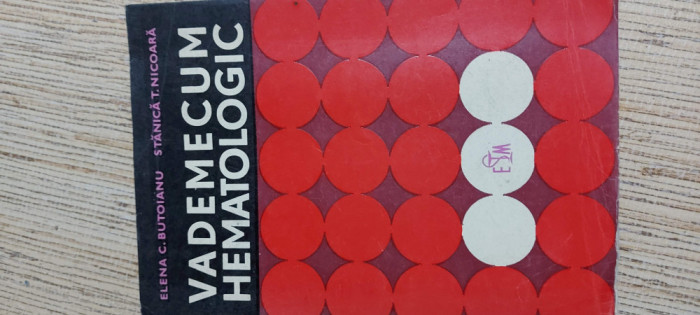 ELENA C. BUTOIANU STĂNICĂ T. NICOARĂ
VADEMECUM
HEMATOLOGIC
ESM